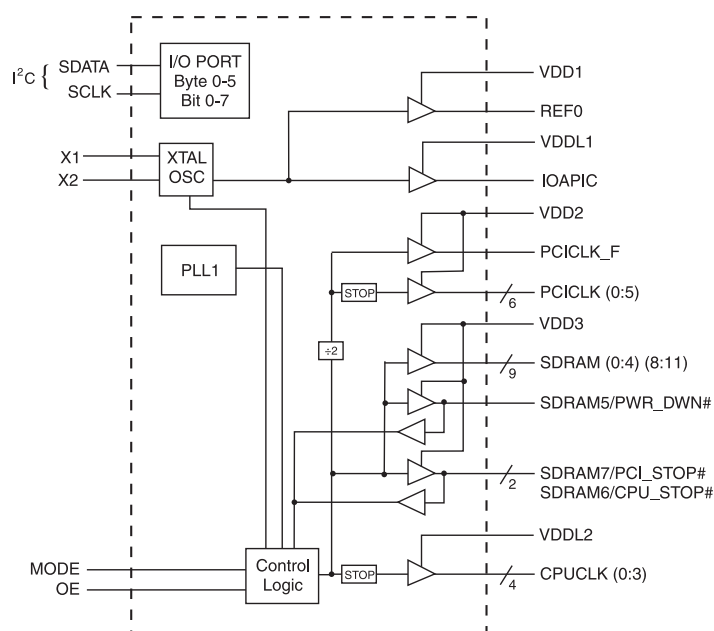 I²C { SDATA
SCLK
I/O PORT
Byte 0-5
Bit 0-7
VDD1
REF0
VDDL1
X1
X2
XTAL
OSC
IOAPIC
VDD2
PCICLK_F
PLL1
STOP
6
PCICLK (0:5)
VDD3
÷2
9
SDRAM (0:4) (8:11)
SDRAM5/PWR_DWN#
2
SDRAM7/PCI_STOP#
SDRAM6/CPU_STOP#
VDDL2
MODE
OE
Control
Logic
STOP
4
CPUCLK (0:3)